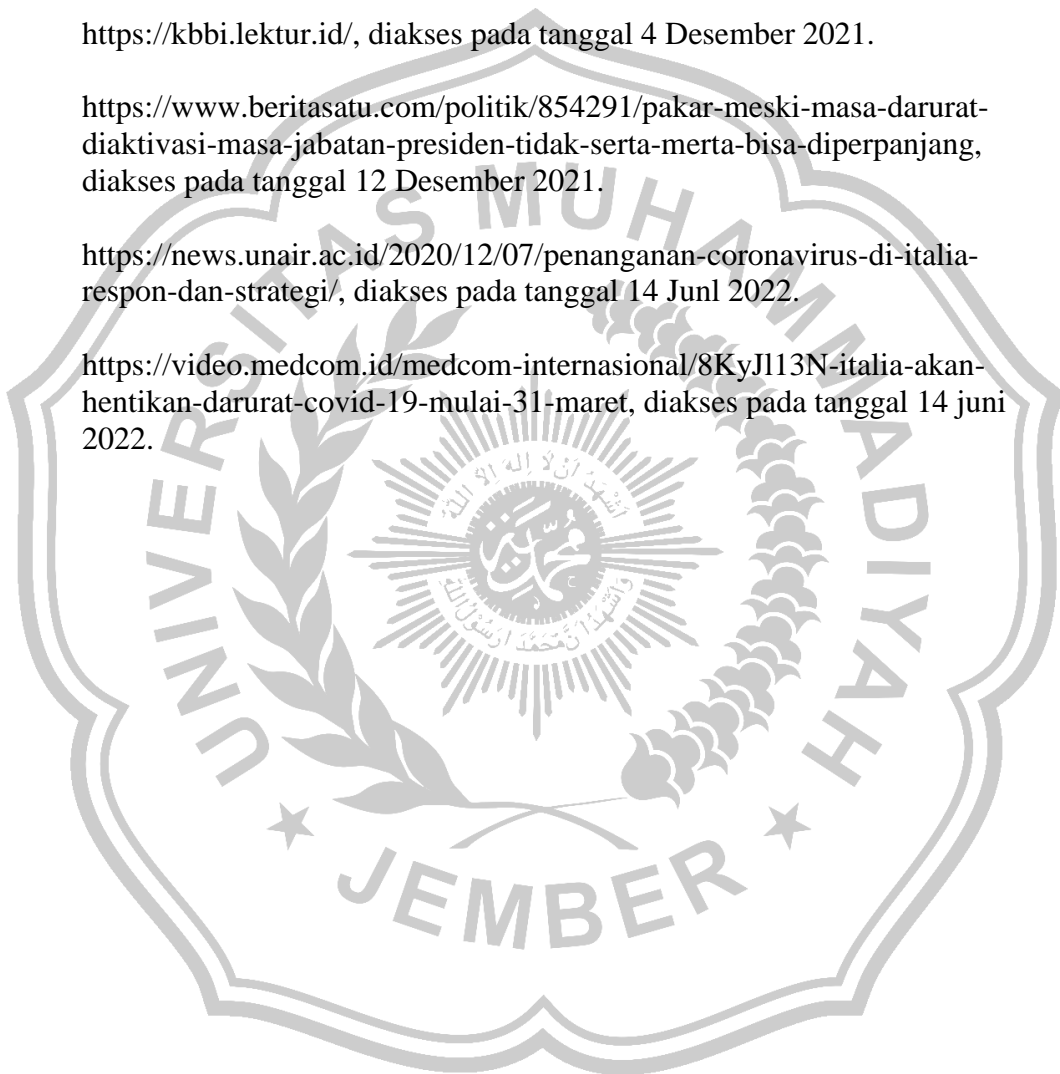 https://kbbi.lektur.id/, diakses pada tanggal 4 Desember 2021.
https://www.beritasatu.com/politik/854291/pakar-meski-masa-darurat-
diaktivasi-masa-jabatan-presiden-tidak-serta-merta-bisa-diperpanjang,
diakses pada tanggal 12 Desember 2021.
https://news.unair.ac.id/2020/12/07/penanganan-coronavirus-di-italia-
respon-dan-strategi/, diakses pada tanggal 14 Junl 2022.
https://video.medcom.id/medcom-internasional/8KyJl13N-italia-akan-
hentikan-darurat-covid-19-mulai-31-maret, diakses pada tanggal 14 juni
2022.
UNIVERSITAS MUHAMMADIYAH
JEMBER